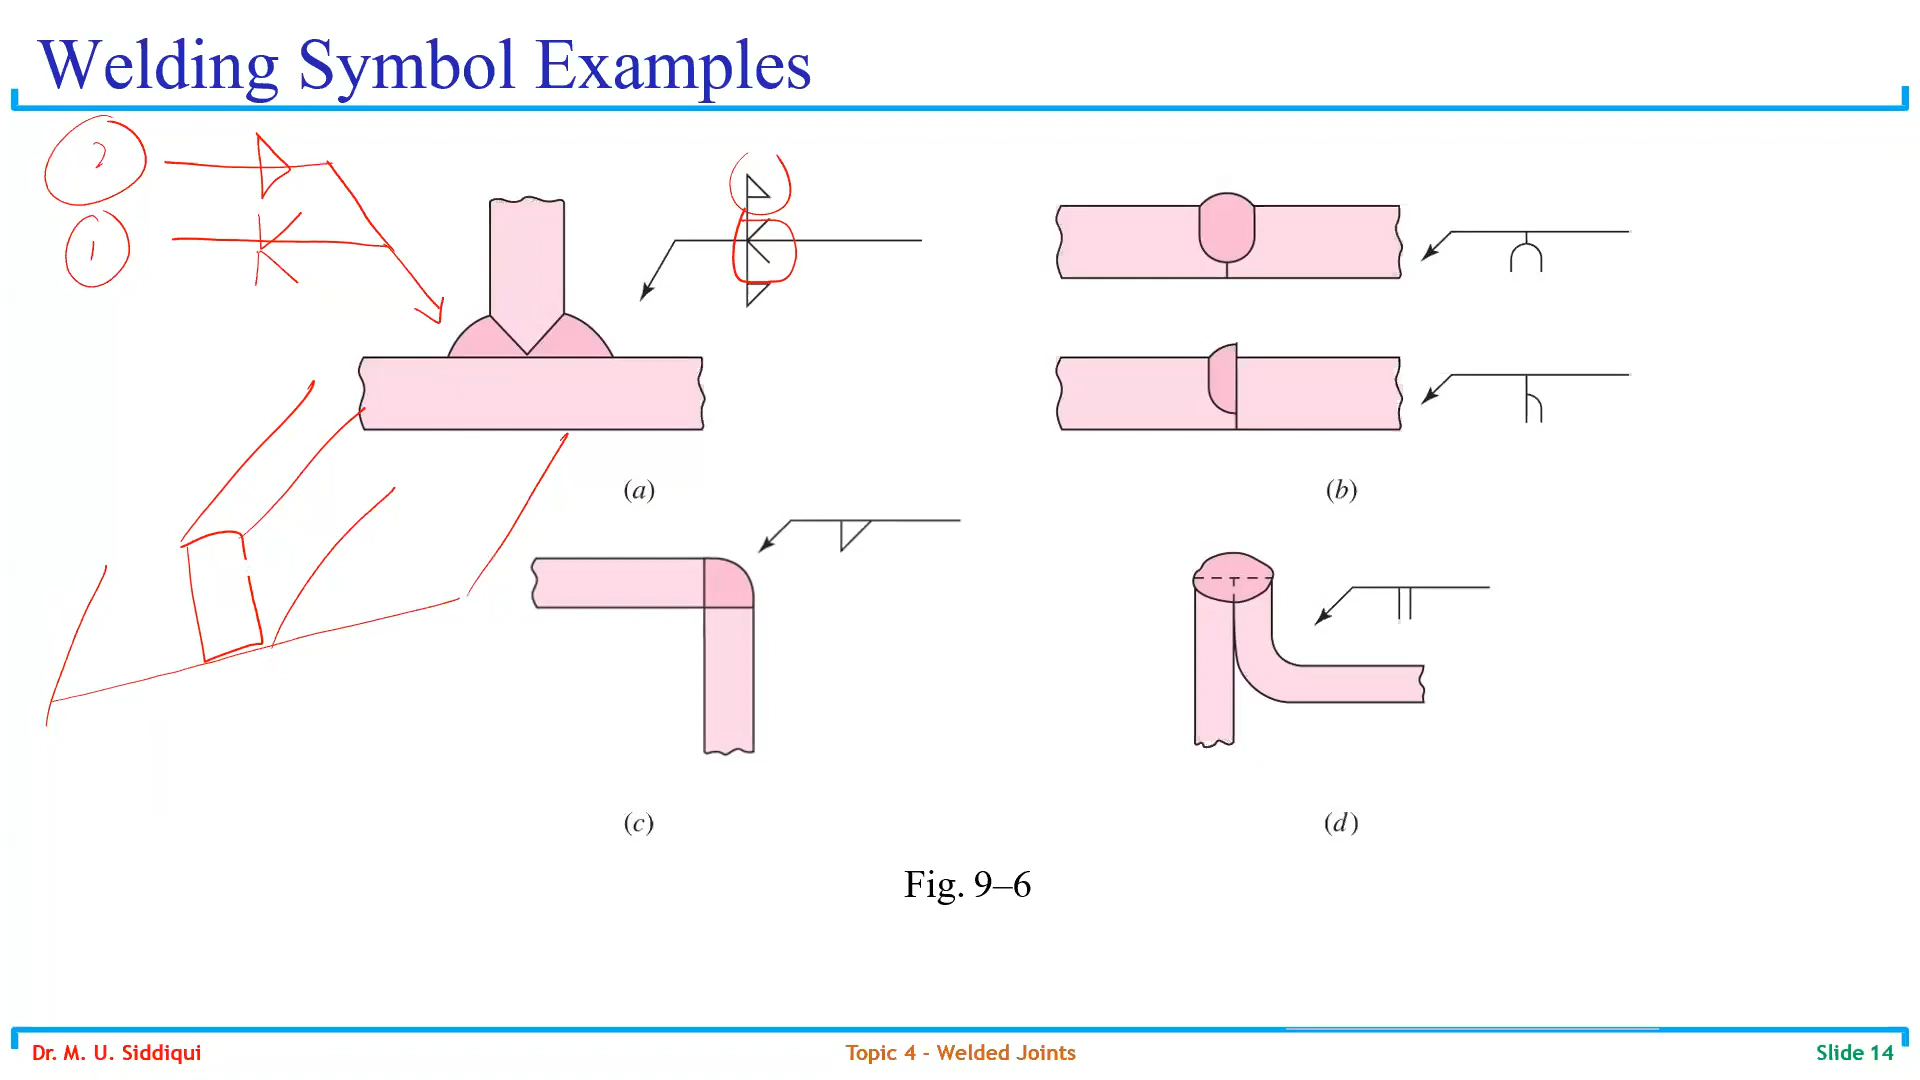 Welding Symbol Examples
2
1
(a)
(b)
(c)
(d)
Fig. 9–6
Dr. M. U. Siddiqui
Topic 4 - Welded Joints
Slide 14